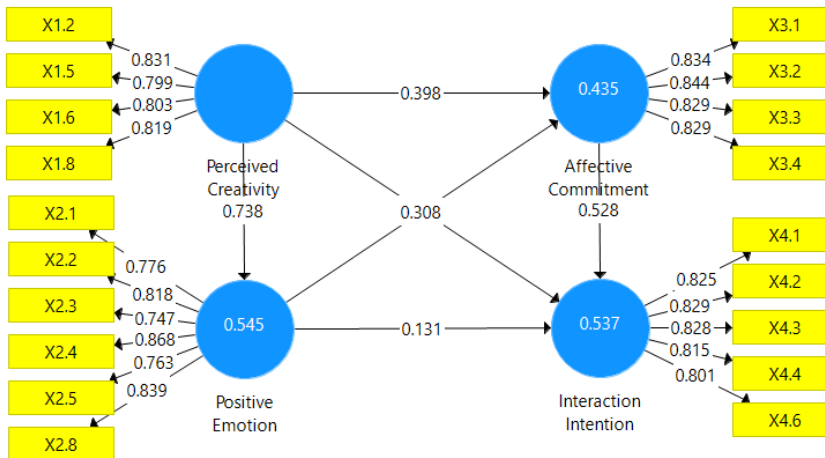 X1.2
X1.5
X1.6
X1.8
0.831
0.799
0.803
0.819
Perceived
Creativity
0.398
0.435
Affective
Commitment
0.834
0.844
0.829
0.829
X3.1
X3.2
X3.3
X3.4
0.738
0.308
0.528
X2.1
X2.2
X2.3
X2.4
X2.5
X2.8
0.776
0.818
0.747
0.868
0.763
0.839
0.545
Positive
Emotion
0.131
0.537
Interaction
Intention
0.825
0.829
0.828
0.815
0.801
X4.1
X4.2
X4.3
X4.4
X4.6